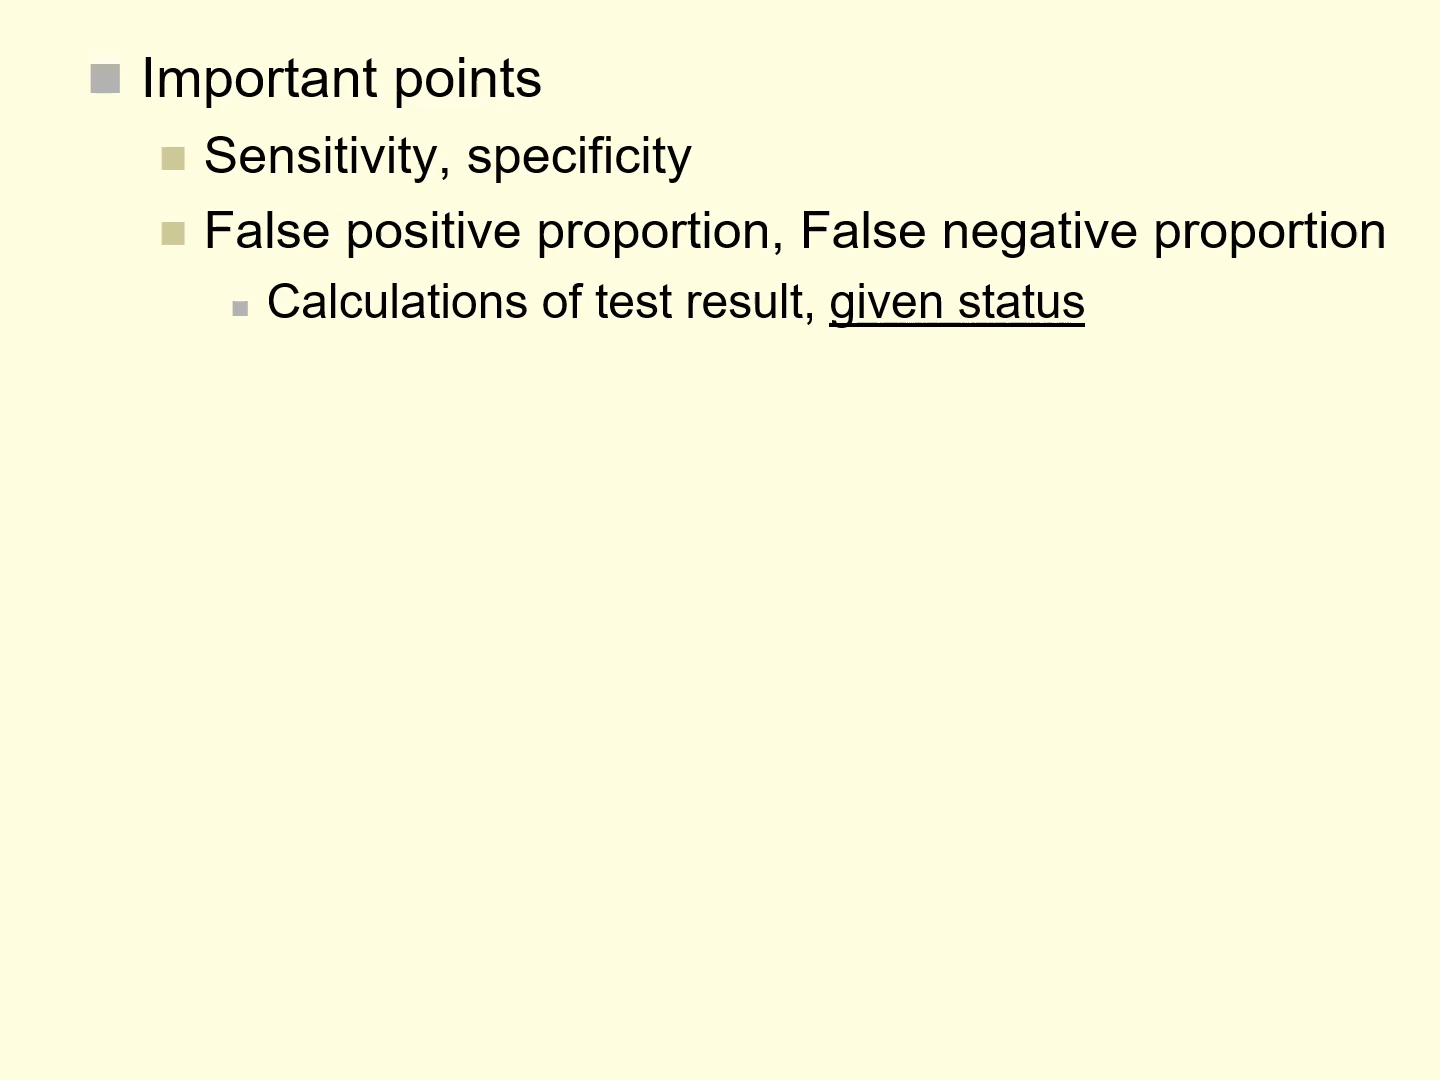 Important points
Sensitivity, specificity
False positive proportion, False negative proportion
Calculations of test result, given status